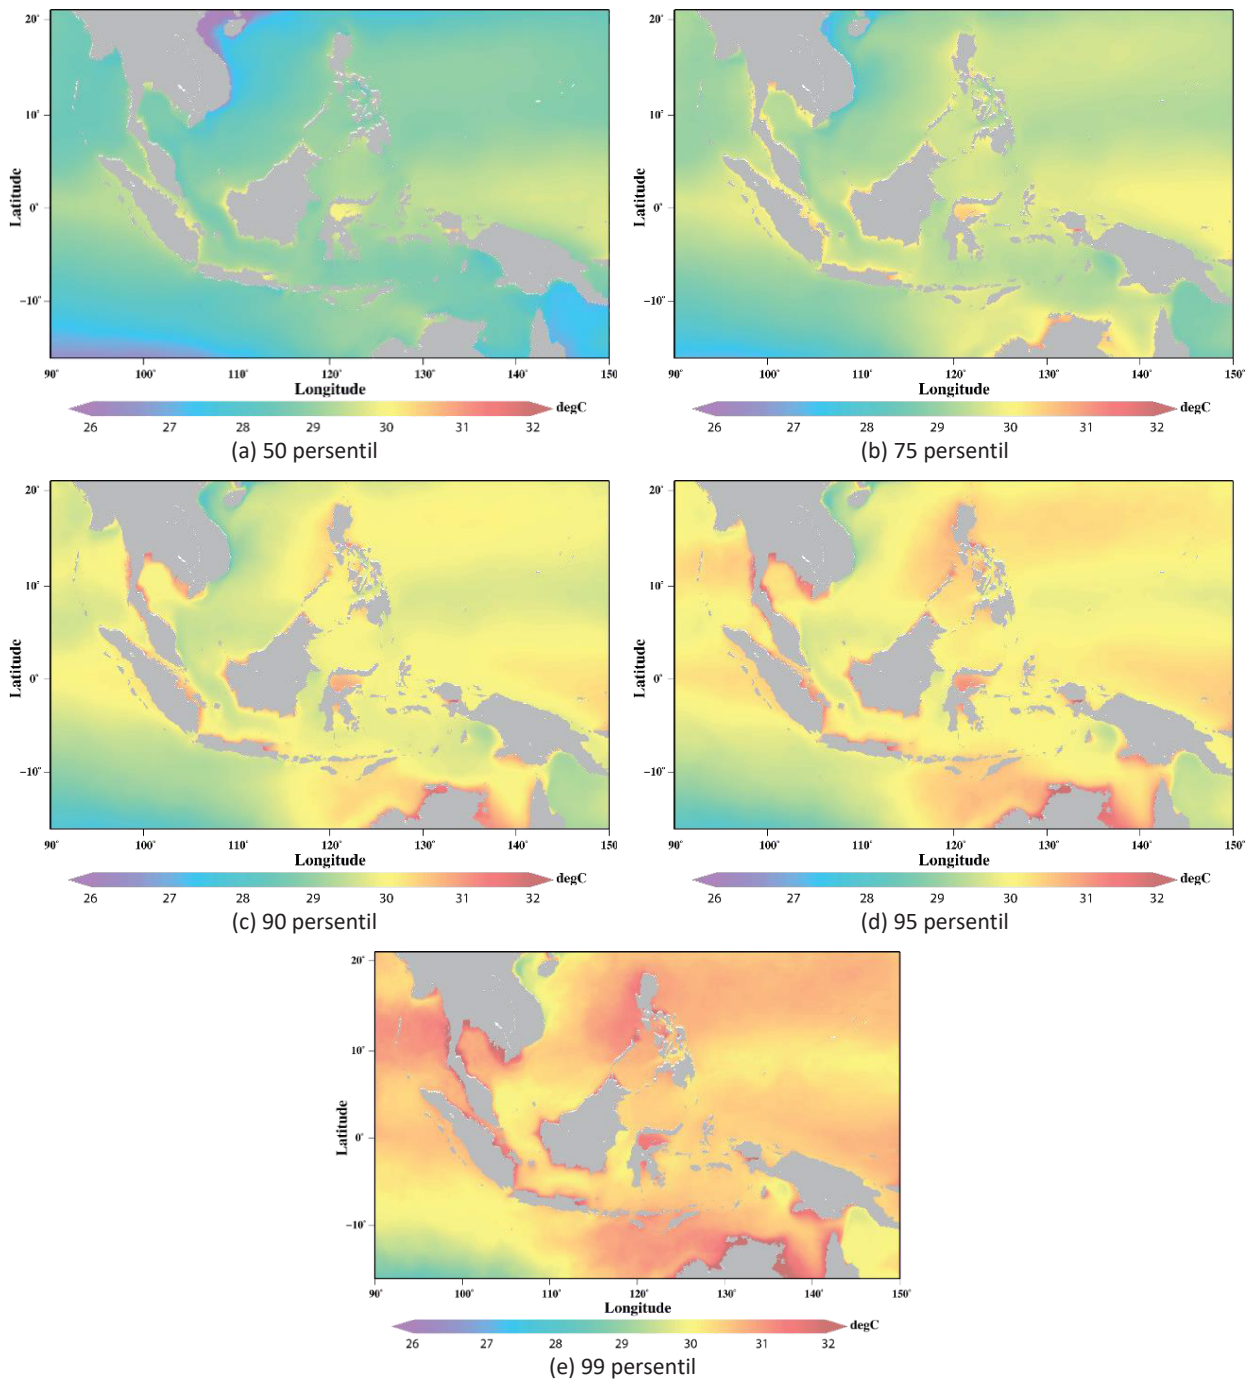 20°
10°
0°
−10°
Latitude
90° 100° 110° 120° 130° 140° 150
Longitude
26 27 28 29 30 31 32 degC
(a) 50 persentil
20°
10°
0°
−10°
Latitude
90° 100° 110° 120° 130° 140° 150°
Longitude
26 27 28 29 30 31 32 degC
(b) 75 persentil
20°
10°
0°
−10°
Latitude
90° 100° 110° 120° 130° 140° 150
Longitude
26 27 28 29 30 31 32 degC
(c) 90 persentil
20°
10°
0°
−10°
Latitude
90° 100° 110° 120° 130° 140° 150°
Longitude
26 27 28 29 30 31 32 degC
(d) 95 persentil
20°
10°
0°
−10°
Latitude
90° 100° 110° 120° 130° 140° 150°
Longitude
26 27 28 29 30 31 32 degC
(e) 99 persentil